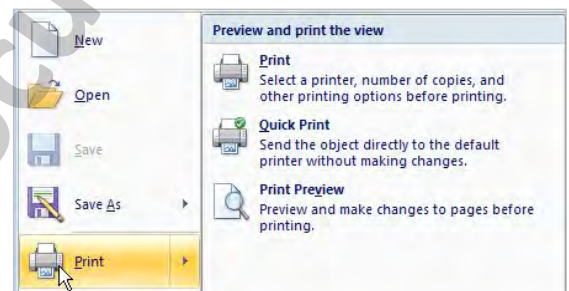 New
Open
Save
Save As
Print
Preview and print the view
Print
Select a printer, number of copies, and
other printing options before printing.
Quick Print
Send the object directly to the default
printer without making changes.
Print Preview
Preview and make changes to pages before
printing.